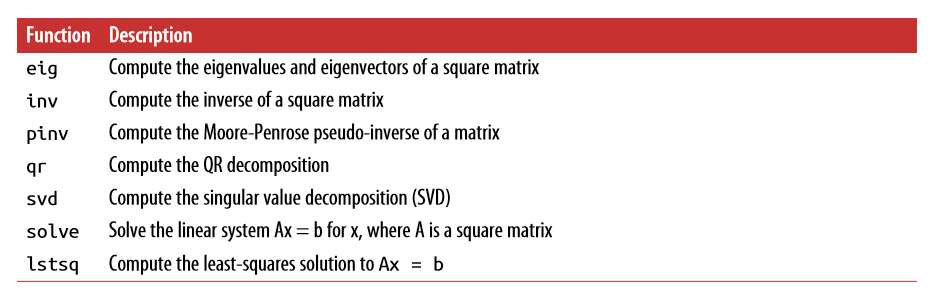 Function Description
eig Compute the eigenvalues and eigenvectors of a square matrix
inv Compute the inverse of a square matrix
pinv Compute the Moore-Penrose pseudo-inverse of a matrix
qr Compute the QR decomposition
svd Compute the singular value decomposition (SVD)
solve Solve the linear system Ax = b for x, where A is a square matrix
lstsq Compute the least-squares solution to Ax = b